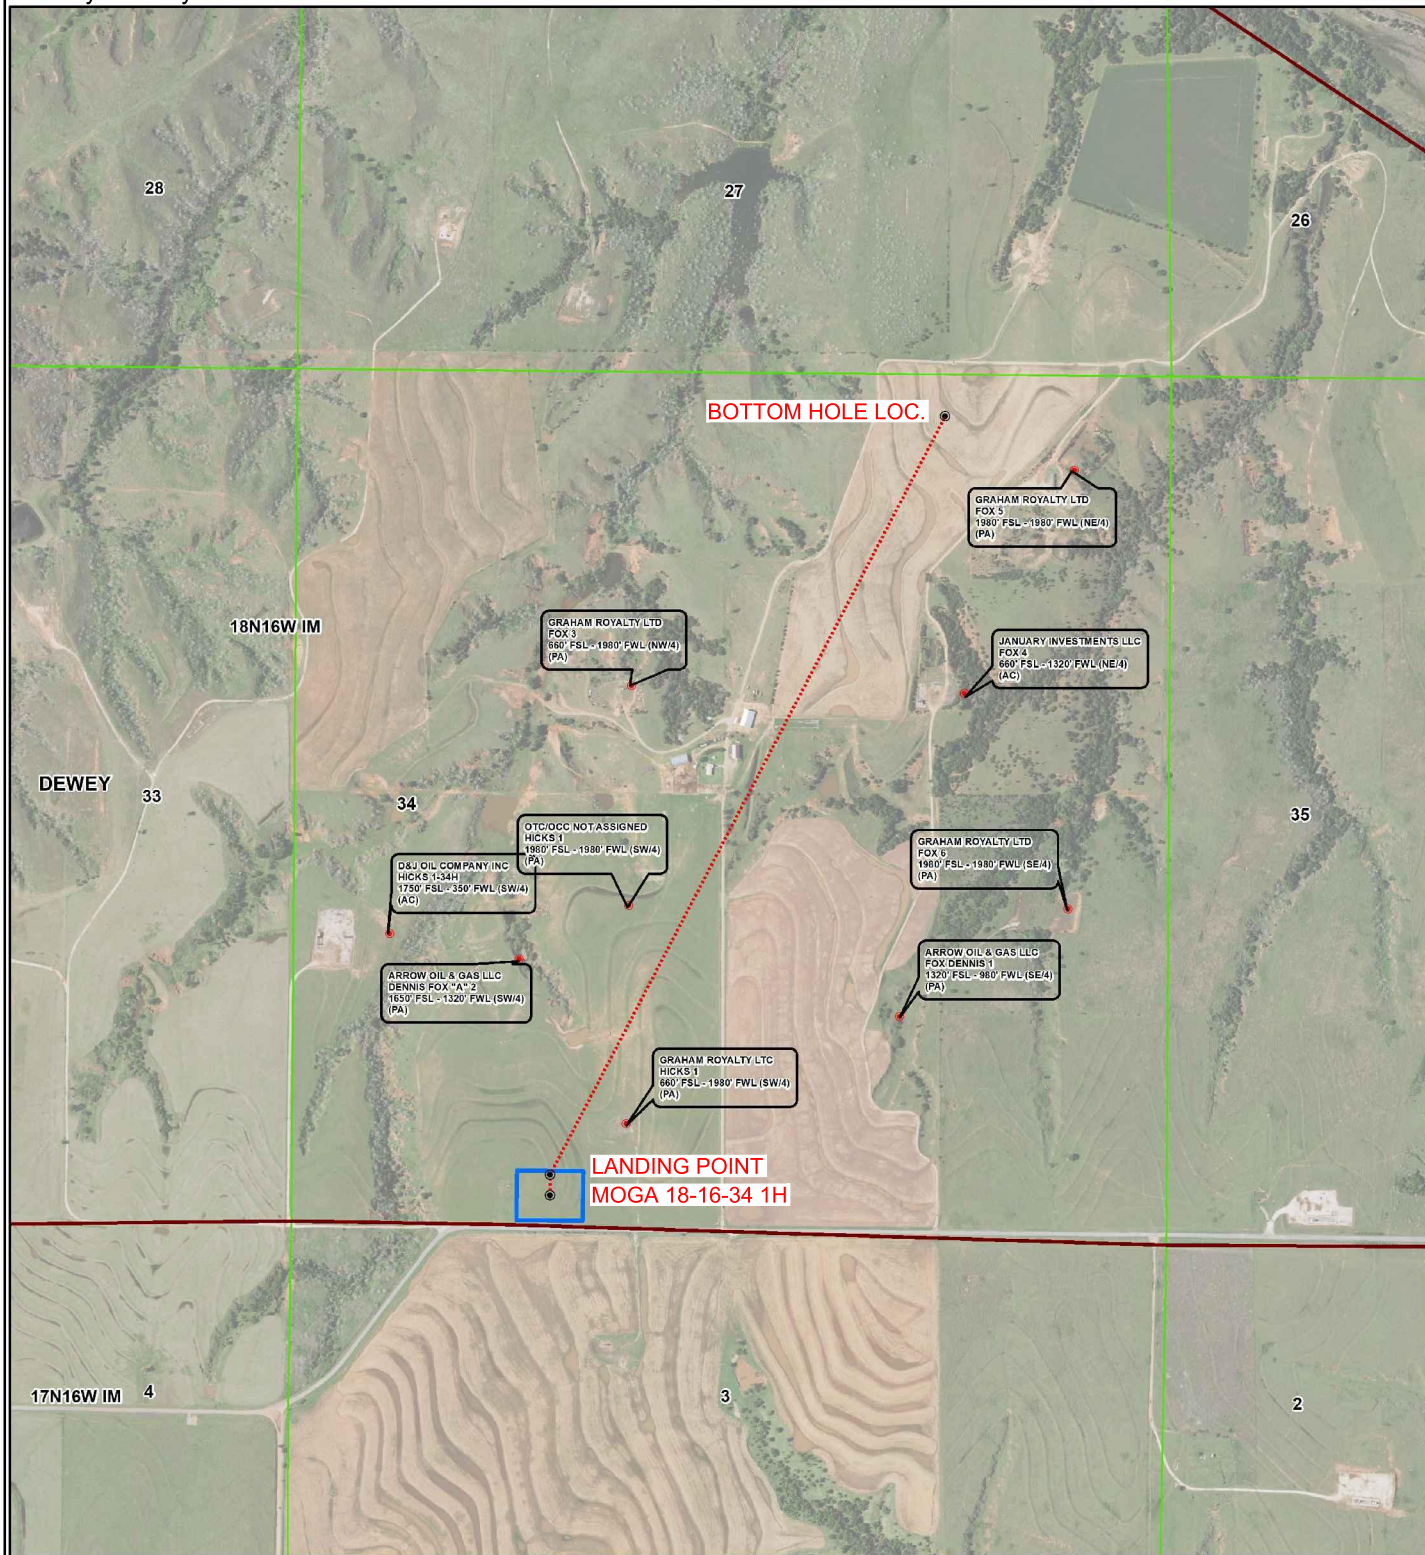 28
27
26
BOTTOM HOLE LOC.
GRAHAM ROYALTY LTD
FOX 5
1980' FSL - 1980' FWL (NE/4)
(PA)
18N16W IM
GRAHAM ROYALTY LTD
FOX 3
660' FSL - 1980' FWL (NW/4)
(PA)
JANUARY INVESTMENTS LLC
FOX 4
660' FSL - 1320' FWL (NE/4)
(AC)
DEWEY
33
34
35
OTC/OCC NOT ASSIGNED
HICKS 1
1980' FSL - 1980' FWL (SW/4)
(PA)
GRAHAM ROYALTY LTD
FOX 6
1980' FSL - 1980' FWL (SE/4)
(PA)
D&J OIL COMPANY INC
HICKS 1-34H
1750' FSL - 350' FWL (SW/4)
(AC)
ARROW OIL & GAS LLC
DENNIS FOX "A" 2
1650' FSL - 1320' FWL (SW/4)
(PA)
ARROW OIL & GAS LLC
FOX DENNIS 1
1320' FSL - 980' FWL (SE/4)
(PA)
GRAHAM ROYALTY LTC
HICKS 1
660' FSL - 1980' FWL (SW/4)
(PA)
LANDING POINT
MOGA 18-16-34 1H
17N16W IM
4
3
2